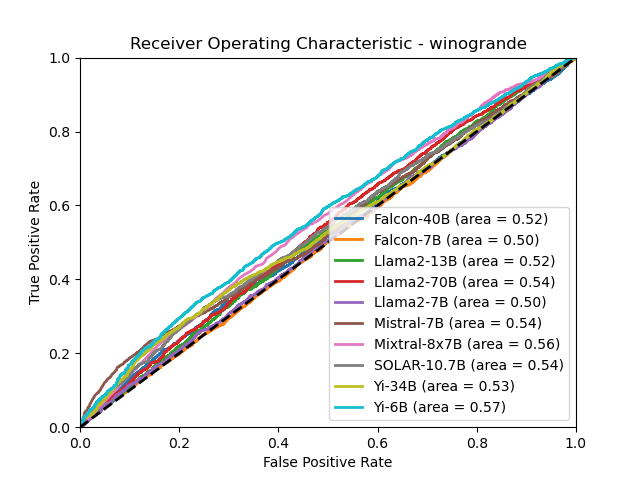 Receiver Operating Characteristic - winogrande
True Positive Rate
1.0
0.8
0.6
0.4
0.2
0.0
Falcon-40B (area = 0.52)
Falcon-7B (area = 0.50)
Llama2-13B (area = 0.52)
Llama2-70B (area = 0.54)
Llama2-7B (area = 0.50)
Mistral-7B (area = 0.54)
Mixtral-8x7B (area = 0.56)
SOLAR-10.7B (area = 0.54)
Yi-34B (area = 0.53)
Yi-6B (area = 0.57)
0.0 0.2 0.4 0.6 0.8 1.0
False Positive Rate